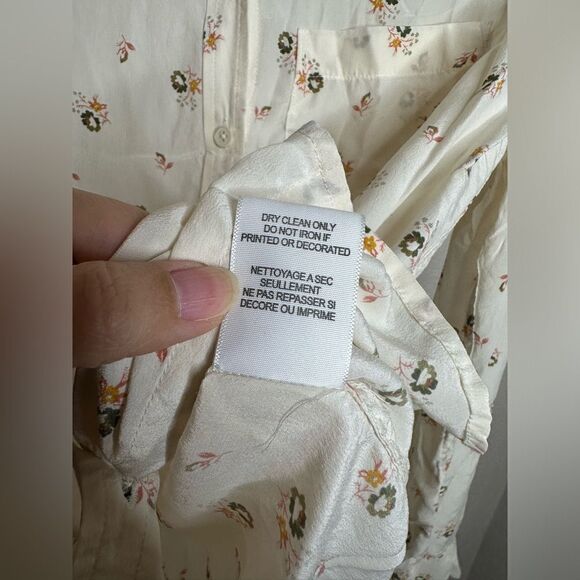 DRY CLEAN ONLY
DO NOT IRON IF
PRINTED OR DECORATED
NETTOYAGE A SEC
SEULLEMENT
NE PAS REPASSER SI
DECORE OU IMPRIME